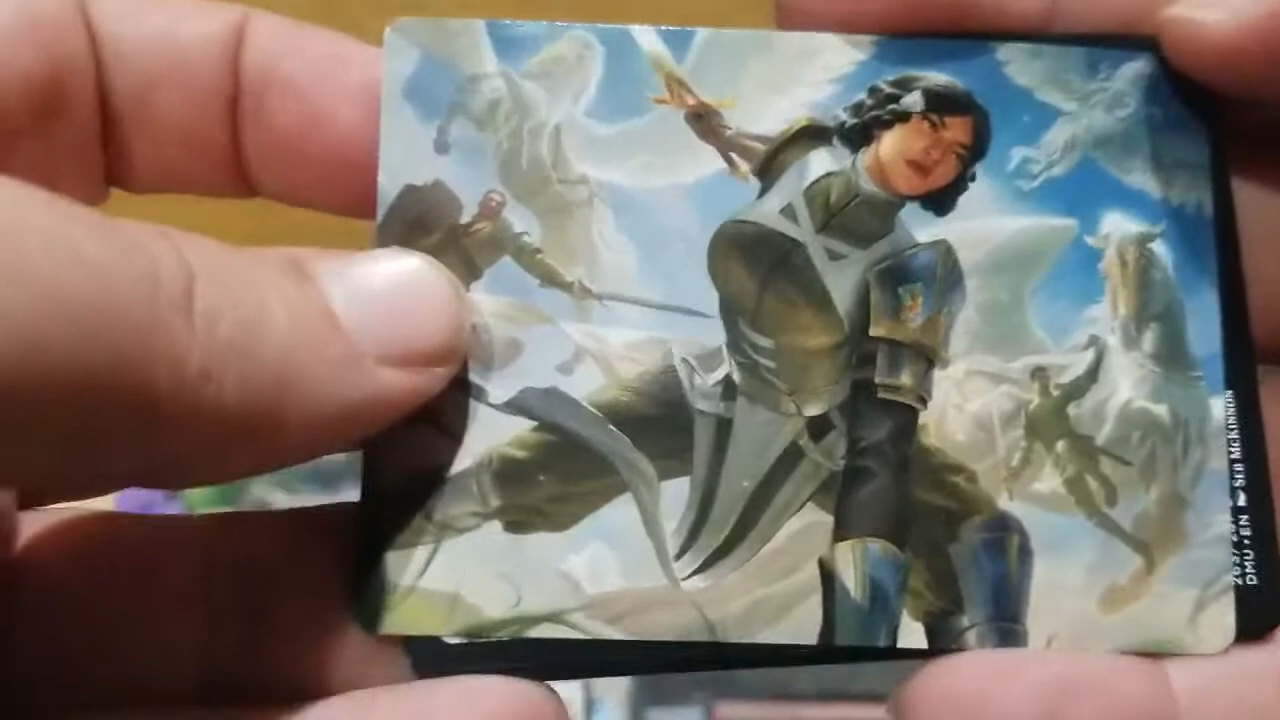 DMU • EN ▶ SEB MCKINNON